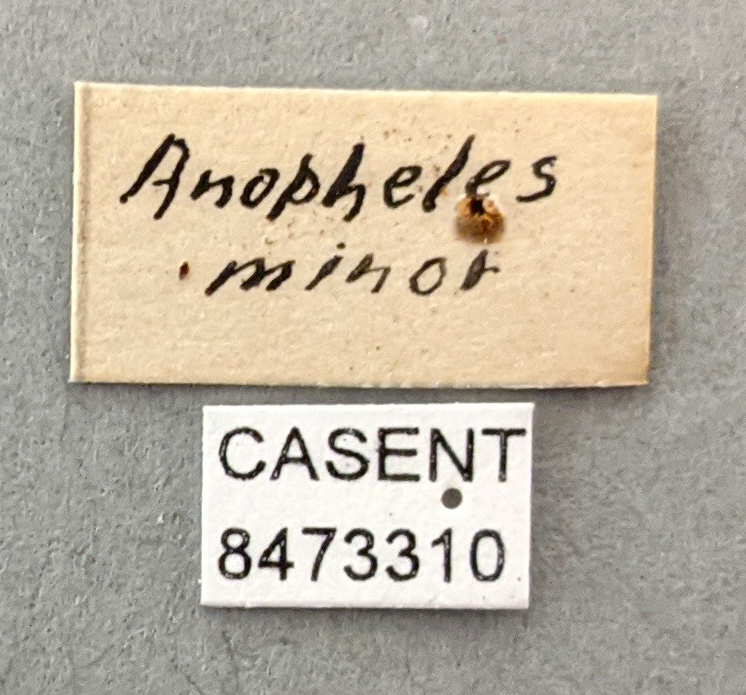 Anopheles
minor
CASENT
8473310